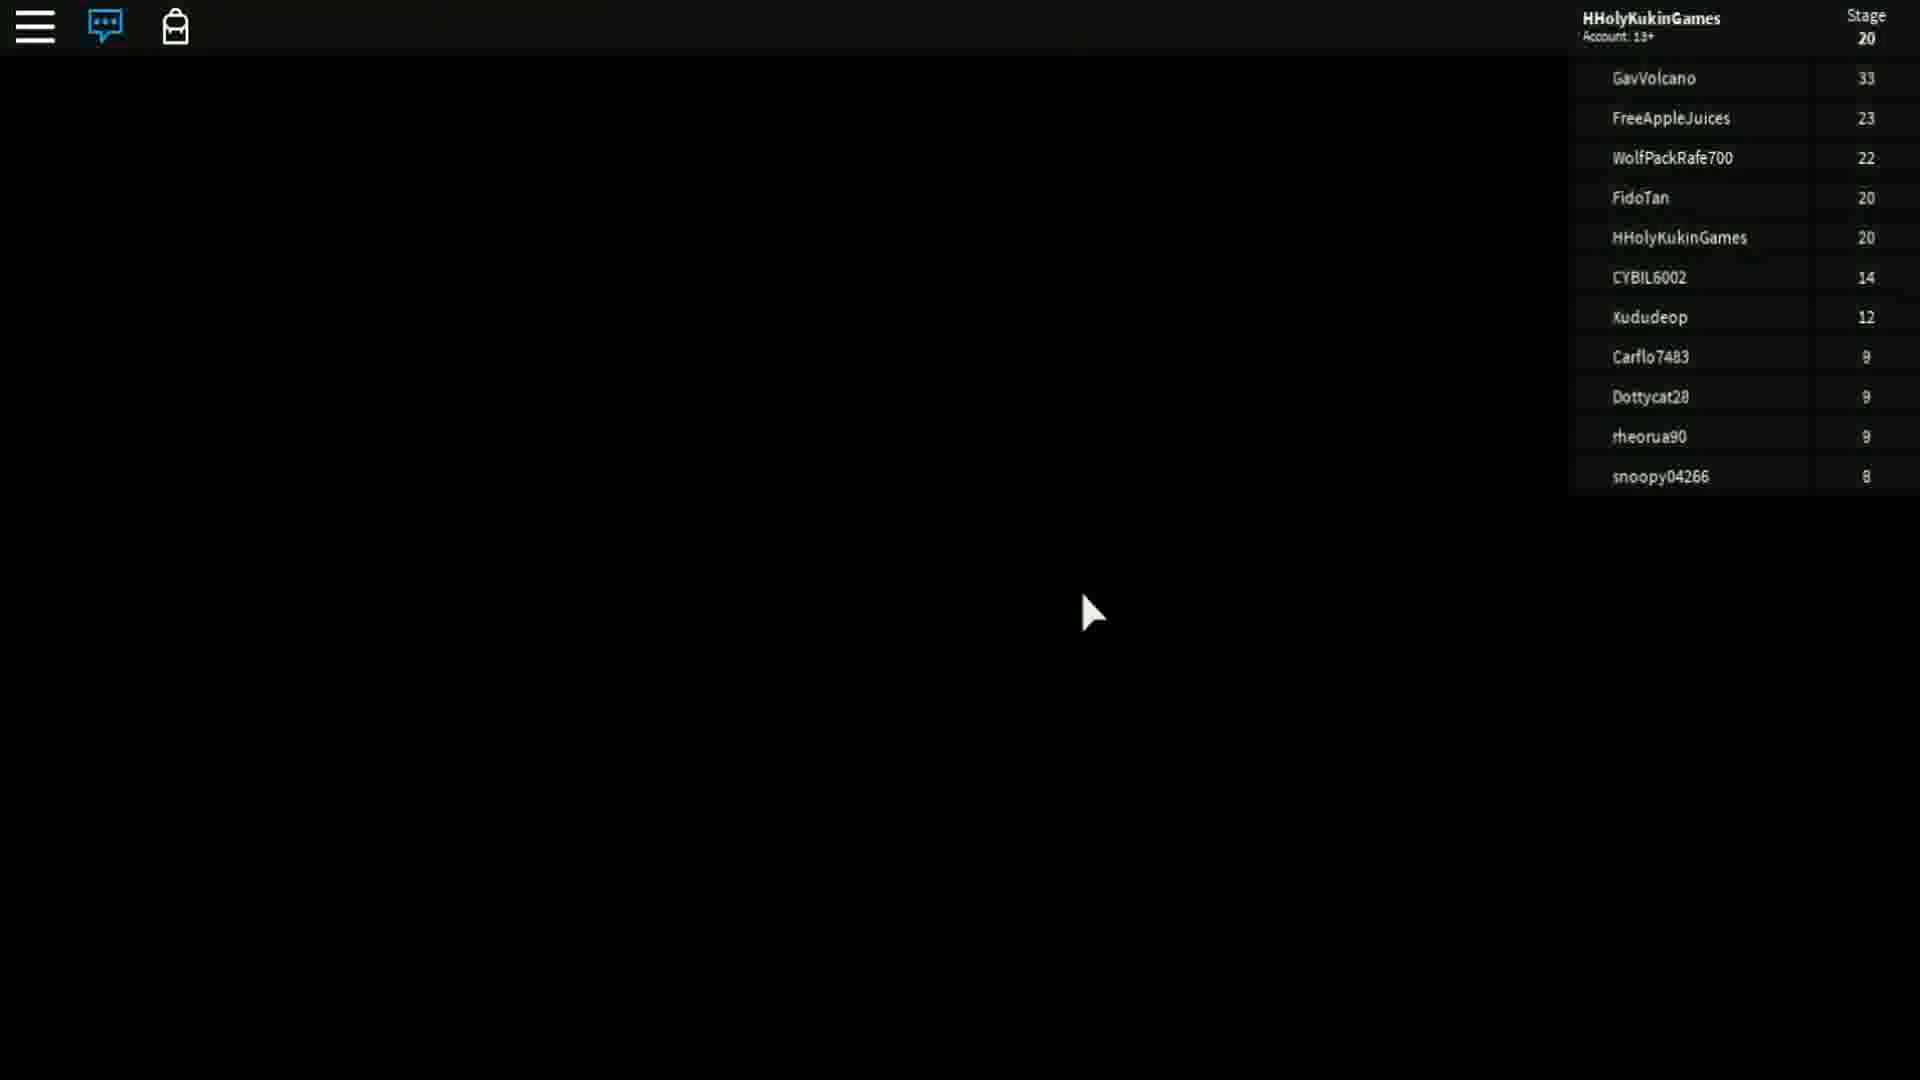 HHolyKukinGames Stage
Account: 13+ 20
GavVolcano 33
FreeAppleJuices 23
WolfPackRafe700 22
FidoTan 20
HHolyKukinGames 20
CYBIL6002 14
Xududeop 12
Carflo7483 9
Dottycat28 9
rheorua90 9
snoopy04266 8